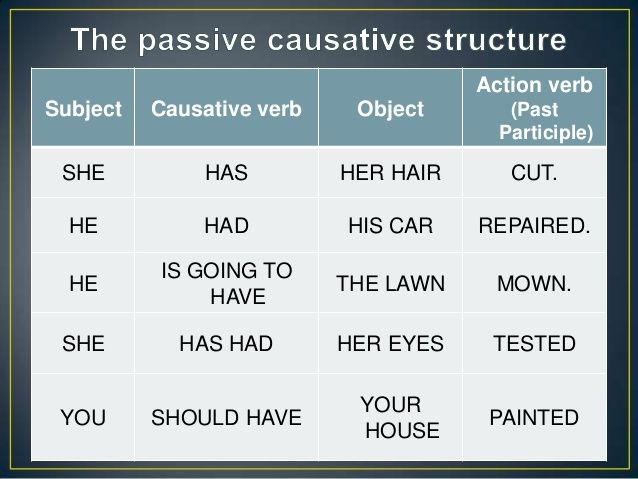 The passive causative structure
Subject Causative verb Object Action verb
(Past
Participle)
SHE HAS HER HAIR CUT.
HE HAD HIS CAR REPAIRED.
HE IS GOING TO
HAVE THE LAWN MOWN.
SHE HAS HAD HER EYES TESTED
YOU SHOULD HAVE YOUR
HOUSE PAINTED